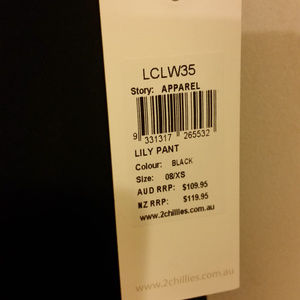 LCLW35
Story: APPAREL
9 331317 265532
LILY PANT
Colour: BLACK
Size: 08/XS
AUD RRP: $109.95
NZ RRP: $119.95
www.2chillies.com.au
www.2chillies.com.au